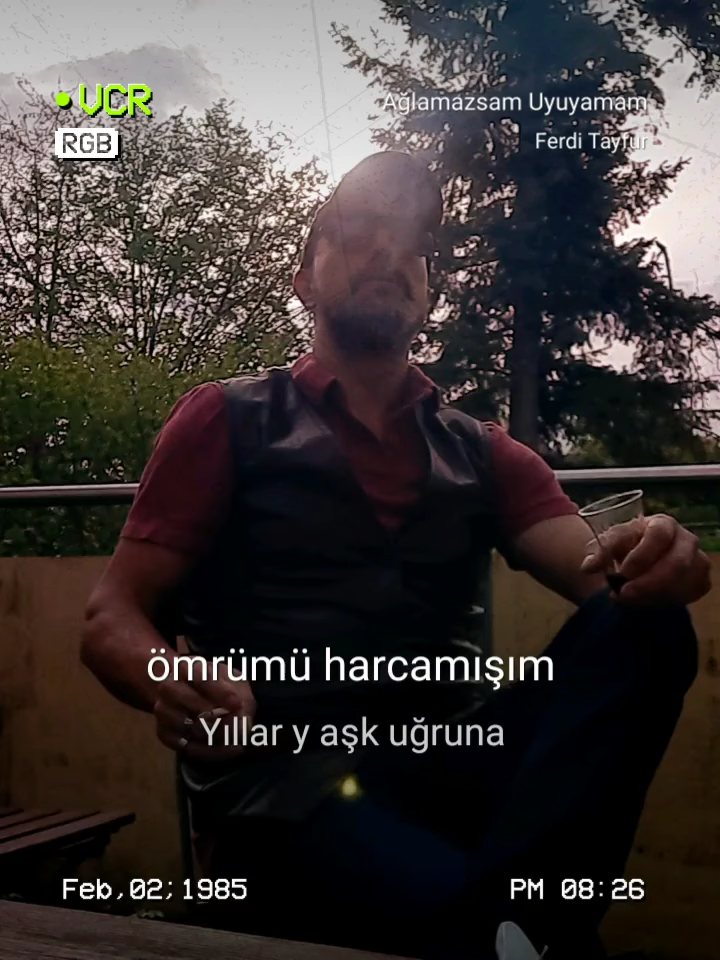 VCR
RGB
Ağlamazsam Uyuyamam
Ferdi Tayfur
ömrümü harcamışım
Yıllar y aşk uğruna
Feb,02;1985
PM 08:26